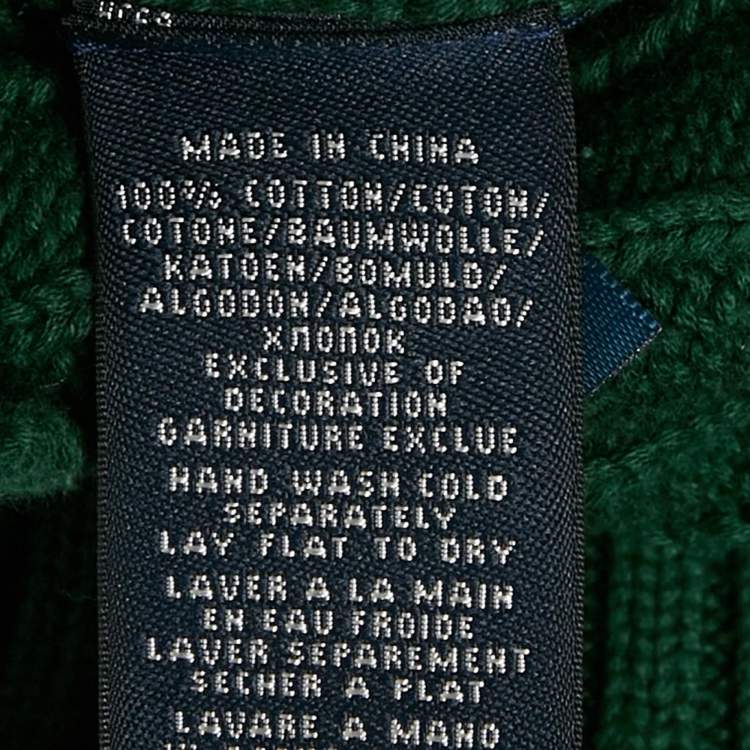 MADE IN CHINA
100% COTTON/COTON/
COTONE/BAUMWOLLE/
KATOEN/BOMULD/
ALGODON/ALGODAO/
ХЛОПОК
EXCLUSIVE OF
DECORATION
GARNITURE EXCLUE
HAND WASH COLD
SEPARATELY
LAY FLAT TO DRY
LAVER A LA MAIN
EN EAU FROIDE
LAVER SEPAREMENT
SECHER A PLAT
LAVARE A MANO